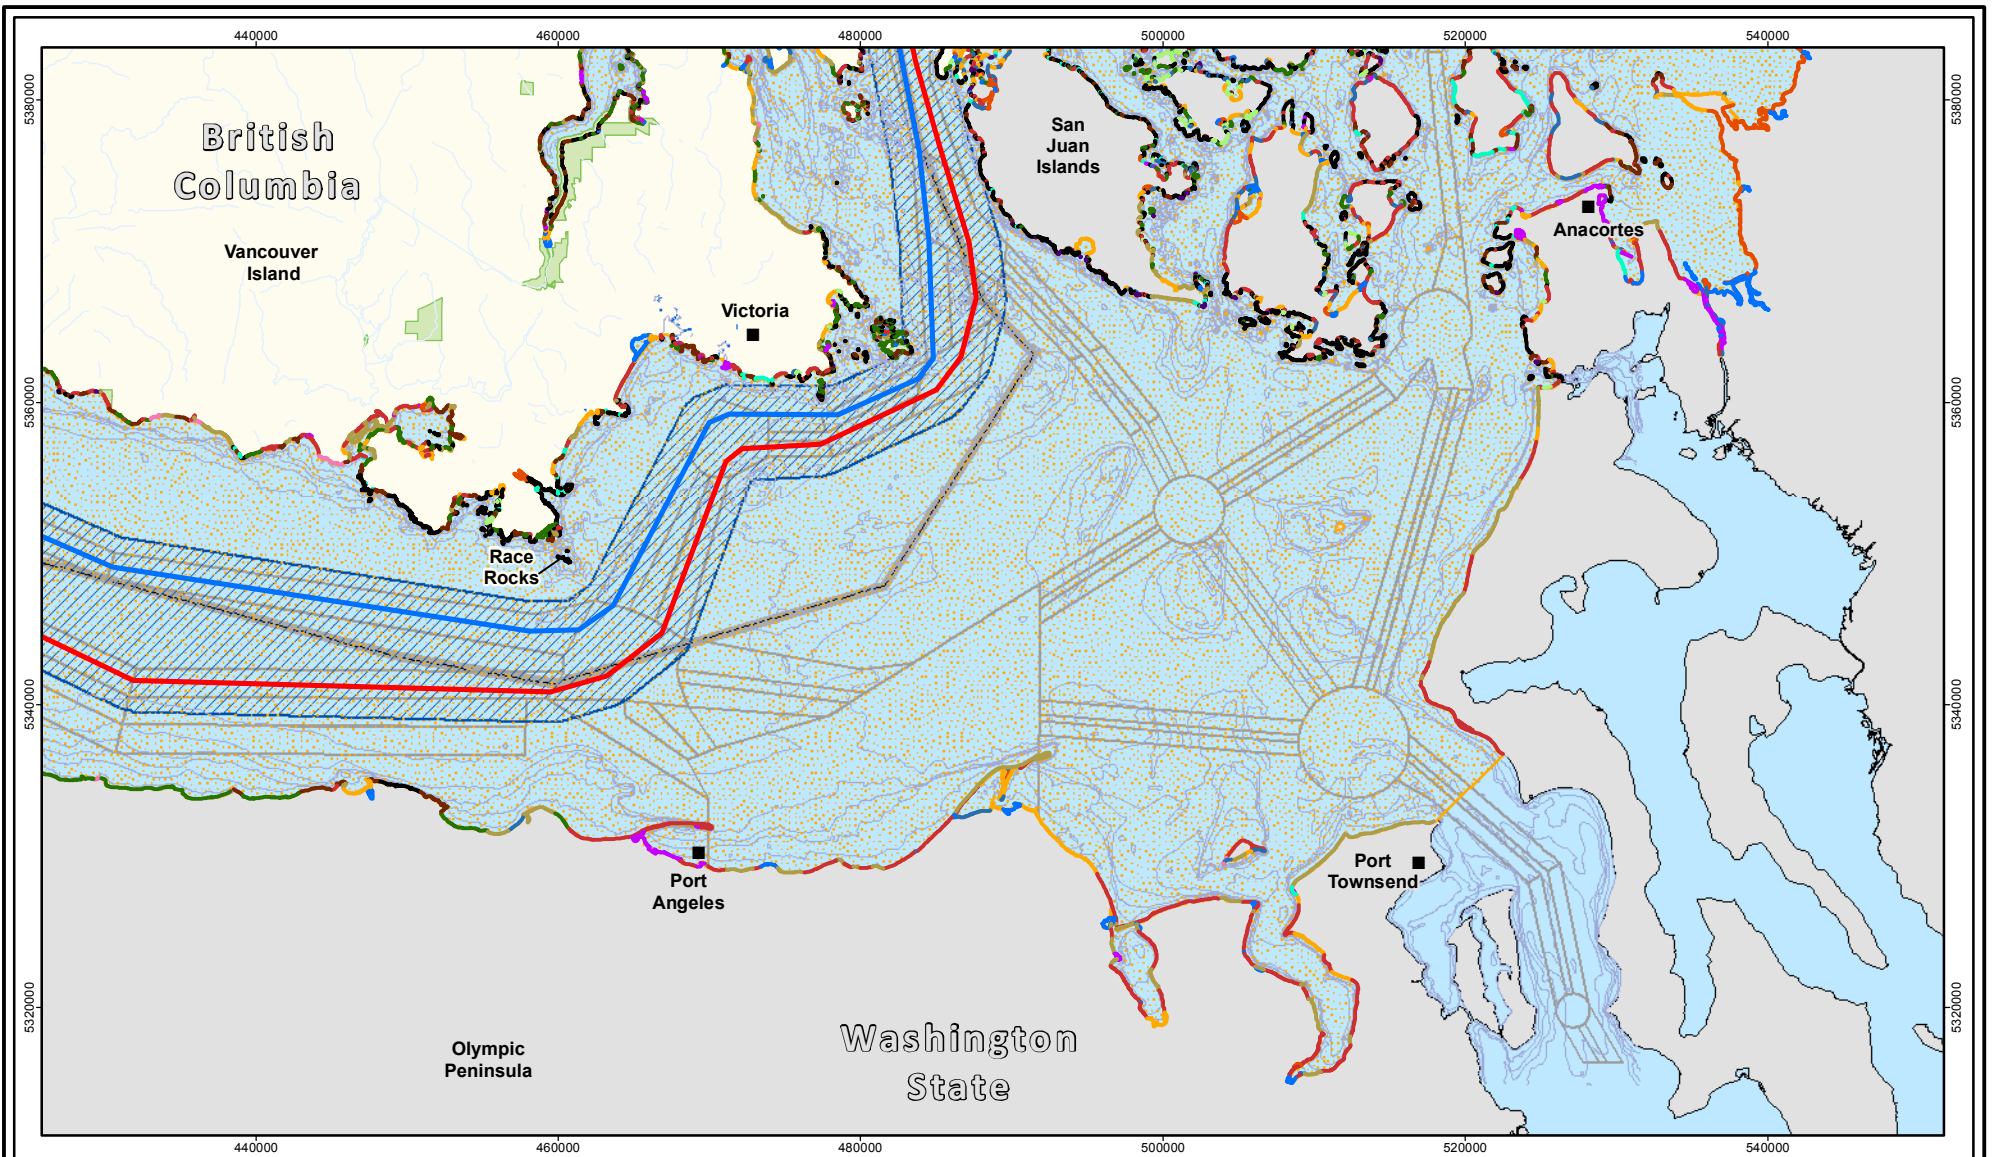 440000
460000
480000
500000
520000
540000
5380000
5380000
British
Columbia
San
Juan
Islands
Vancouver
Island
Anacortes
Victoria
5360000
5360000
Race
Rocks
5340000
5340000
Port
Angeles
Port
Townsend
5320000
5320000
Washington
State
Olympic
Peninsula
440000
460000
480000
500000
520000
540000